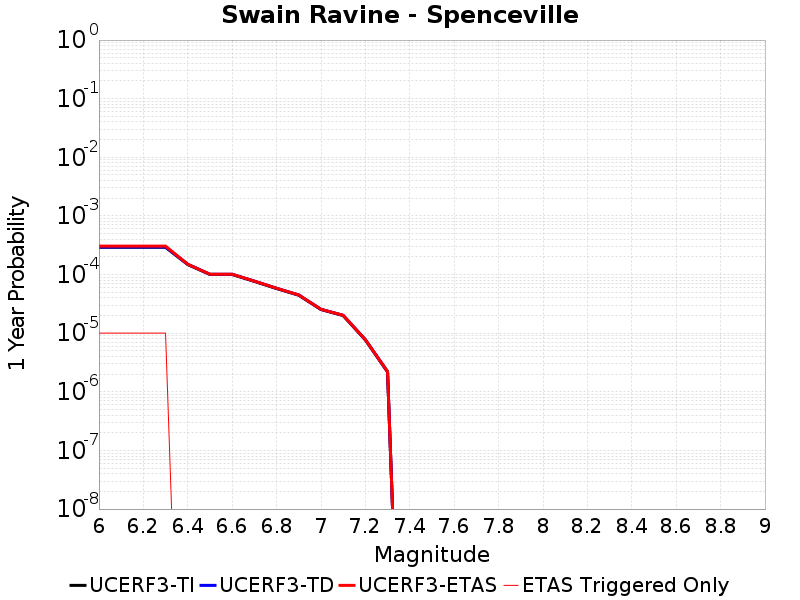 Swain Ravine - Spenceville
1 Year Probability
10^0
10^-1
10^-2
10^-3
10^-4
10^-5
10^-6
10^-7
10^-8
6 6.2 6.4 6.6 6.8 7 7.2 7.4 7.6 7.8 8 8.2 8.4 8.6 8.8 9
Magnitude
UCERF3-TI UCERF3-TD UCERF3-ETAS ETAS Triggered Only